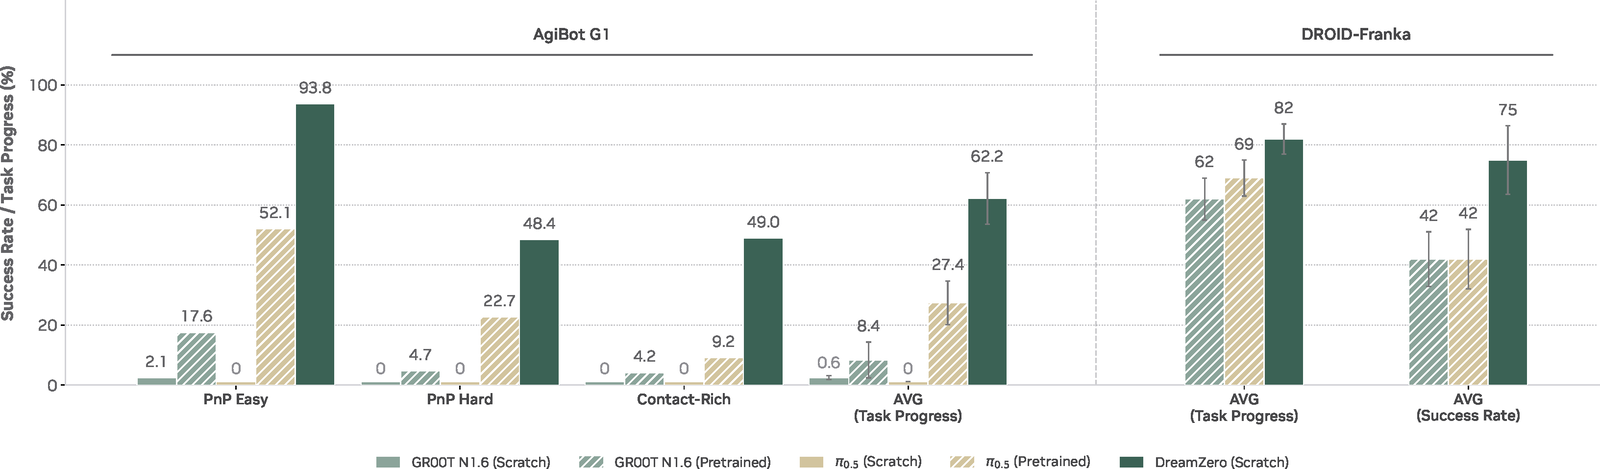 AgiBot G1
DROID-Franka
Success Rate / Task Progress (%)
100
80
60
40
20
0
2.1
17.6
0
52.1
93.8
0
4.7
0
22.7
48.4
0
4.2
0
9.2
49.0
0.6
8.4
0
27.4
62.2
62
69
82
42
42
75
PnP Easy
PnP Hard
Contact-Rich
AVG
(Task Progress)
AVG
(Task Progress)
AVG
(Success Rate)
GR00T N1.6 (Scratch)
GR00T N1.6 (Pretrained)
π₀.₅ (Scratch)
π₀.₅ (Pretrained)
DreamZero (Scratch)